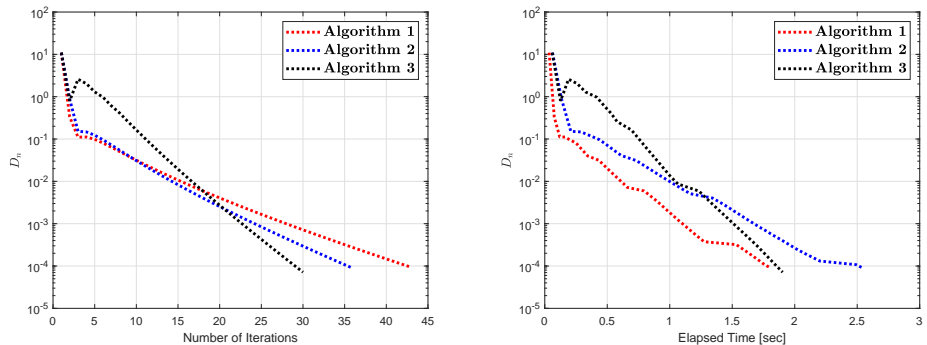 10^2
10^1
10^0
10^-1
10^-2
10^-3
10^-4
10^-5
D_n
0 5 10 15 20 25 30 35 40 45
Number of Iterations
Algorithm 1
Algorithm 2
Algorithm 3
10^2
10^1
10^0
10^-1
10^-2
10^-3
10^-4
10^-5
D_n
0 0.5 1 1.5 2 2.5 3
Elapsed Time [sec]
Algorithm 1
Algorithm 2
Algorithm 3